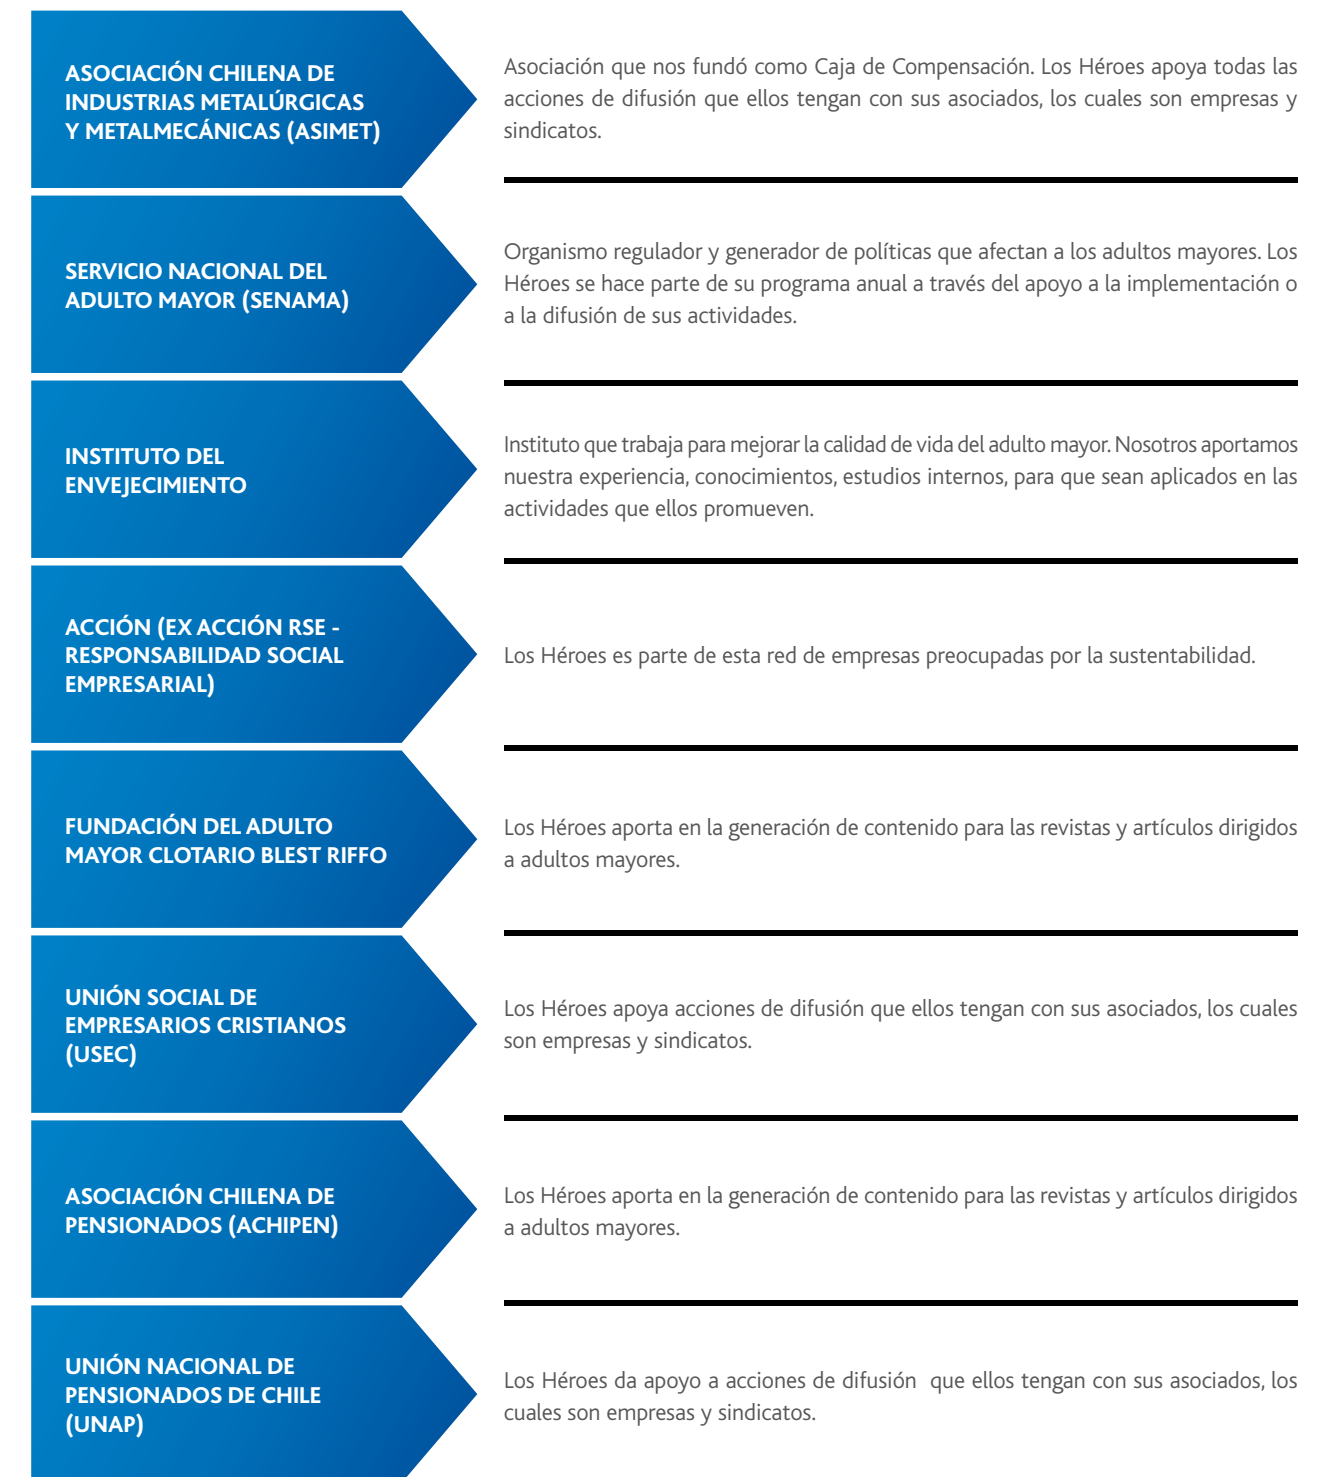 ASOCIACIÓN CHILENA DE
INDUSTRIAS METALÚRGICAS
Y METALMECÁNICAS (ASIMET)
Asociación que nos fundó como Caja de Compensación. Los Héroes apoya todas las
acciones de difusión que ellos tengan con sus asociados, los cuales son empresas y
sindicatos.
SERVICIO NACIONAL DEL
ADULTO MAYOR (SENAMA)
Organismo regulador y generador de políticas que afectan a los adultos mayores. Los
Héroes se hace parte de su programa anual a través del apoyo a la implementación o
a la difusión de sus actividades.
INSTITUTO DEL
ENVEJECIMIENTO
Instituto que trabaja para mejorar la calidad de vida del adulto mayor. Nosotros aportamos
nuestra experiencia, conocimientos, estudios internos, para que sean aplicados en las
actividades que ellos promueven.
ACCIÓN (EX ACCIÓN RSE -
RESPONSABILIDAD SOCIAL
EMPRESARIAL)
Los Héroes es parte de esta red de empresas preocupadas por la sustentabilidad.
FUNDACIÓN DEL ADULTO
MAYOR CLOTARIO BLEST RIFFO
Los Héroes aporta en la generación de contenido para las revistas y artículos dirigidos
a adultos mayores.
UNIÓN SOCIAL DE
EMPRESARIOS CRISTIANOS
(USEC)
Los Héroes apoya acciones de difusión que ellos tengan con sus asociados, los cuales
son empresas y sindicatos.
ASOCIACIÓN CHILENA DE
PENSIONADOS (ACHIPEN)
Los Héroes aporta en la generación de contenido para las revistas y artículos dirigidos
a adultos mayores.
UNIÓN NACIONAL DE
PENSIONADOS DE CHILE
(UNAP)
Los Héroes da apoyo a acciones de difusión  que ellos tengan con sus asociados, los
cuales son empresas y sindicatos.